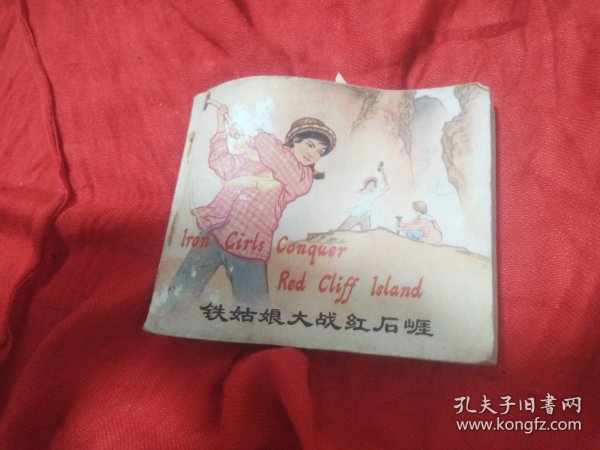 Iron Girls Conquer
Red Cliff Island
铁姑娘大战红石崕
孔夫子旧书网
www.kongfz.com